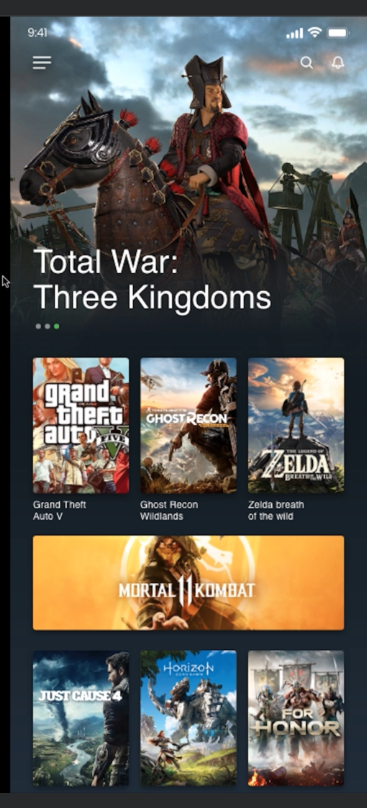 9:41
Total War:
Three Kingdoms
grand
theft
auto V
FIVE
GHOST RECON
THE LEGEND OF
ZELDA
BREATH OF THE WILD
Grand Theft
Auto V
Ghost Recon
Wildlands
Zelda breath
of the wild
MORTAL 11 KOMBAT
JUST CAUSE 4
HORIZON
FOR
HONOR